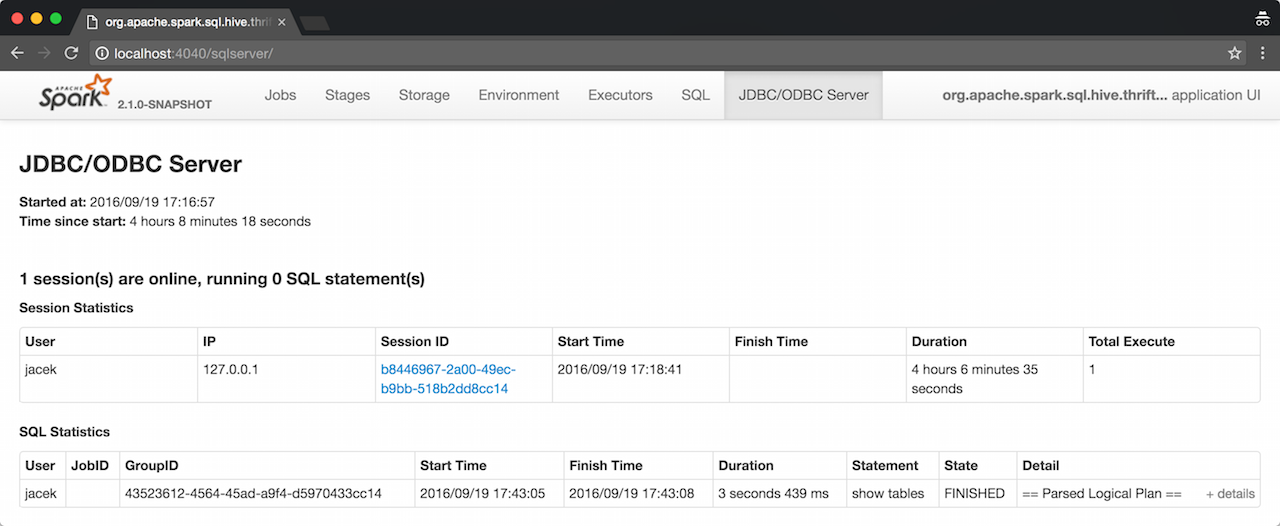 org.apache.spark.sql.hive.thrif
localhost:4040/sqlserver/
APACHE
Spark 2.1.0-SNAPSHOT Jobs Stages Storage Environment Executors SQL JDBC/ODBC Server org.apache.spark.sql.hive.thrift... application UI
JDBC/ODBC Server
Started at: 2016/09/19 17:16:57
Time since start: 4 hours 8 minutes 18 seconds
1 session(s) are online, running 0 SQL statement(s)
Session Statistics
User IP Session ID Start Time Finish Time Duration Total Execute
jacek 127.0.0.1 b8446967-2a00-49ec- 2016/09/19 17:18:41 4 hours 6 minutes 35 1
b9bb-518b2dd8cc14 seconds
SQL Statistics
User JobID GroupID Start Time Finish Time Duration Statement State Detail
jacek 43523612-4564-45ad-a9f4-d5970433cc14 2016/09/19 17:43:05 2016/09/19 17:43:08 3 seconds 439 ms show tables FINISHED == Parsed Logical Plan == + details